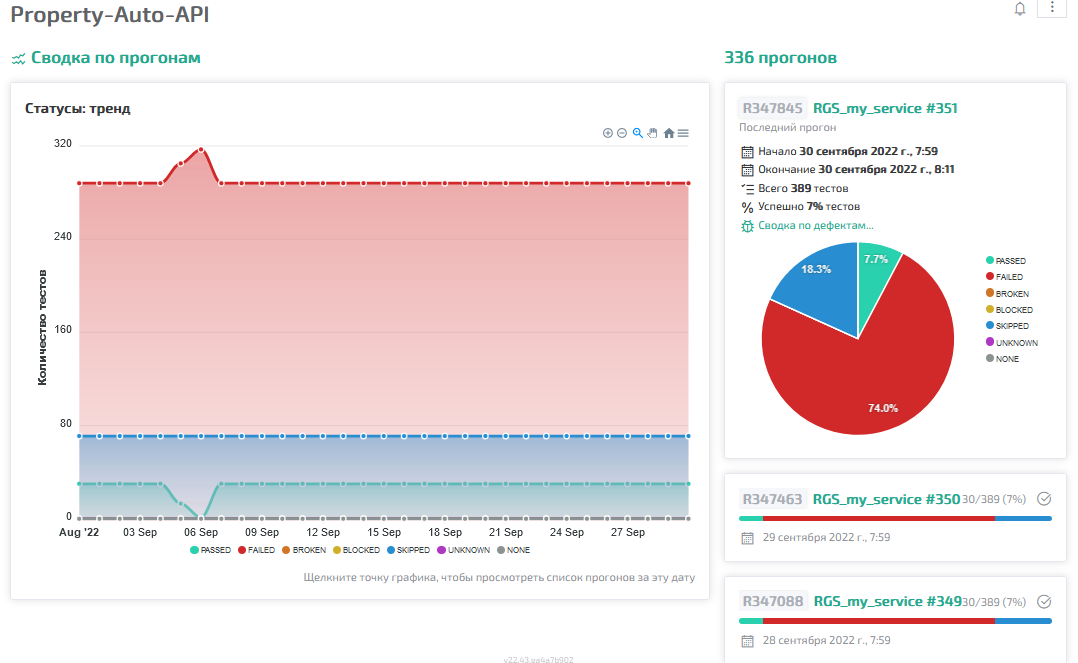 Property-Auto-API
Сводка по прогонам
Статусы: тренд
320
240
160
80
0
Количество тестов
Aug '22
03 Sep
06 Sep
09 Sep
12 Sep
15 Sep
18 Sep
21 Sep
24 Sep
27 Sep
PASSED
FAILED
BROKEN
BLOCKED
SKIPPED
UNKNOWN
NONE
Щелкните точку графика, чтобы просмотреть список прогонов за эту дату
336 прогонов
R347845 RGS_my_service #351
Последний прогон
Начало 30 сентября 2022 г., 7:59
Окончание 30 сентября 2022 г., 8:11
Всего 389 тестов
% Успешно 7% тестов
Сводка по дефектам...
7.7%
18.3%
74.0%
PASSED
FAILED
BROKEN
BLOCKED
SKIPPED
UNKNOWN
NONE
R347463 RGS_my_service #350 30/389 (7%)
29 сентября 2022 г., 7:59
R347088 RGS_my_service #349 30/389 (7%)
28 сентября 2022 г., 7:59
v22.43.ea4a7b902